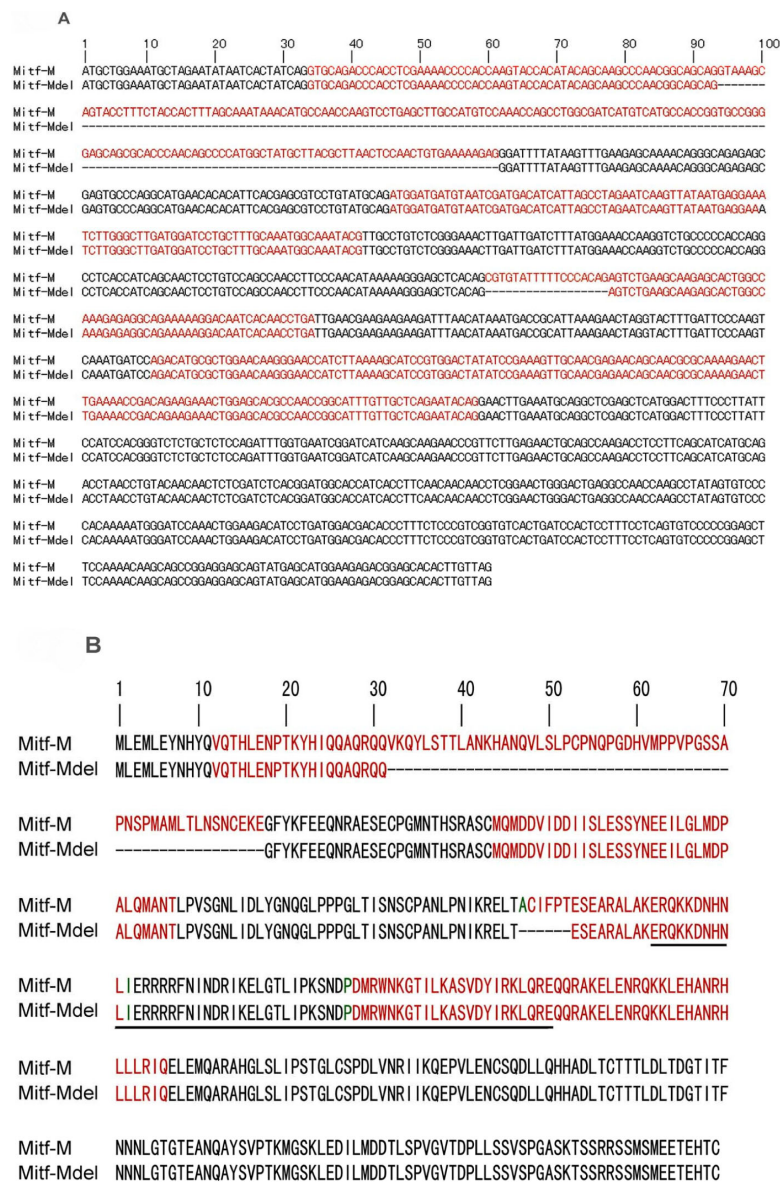 A
1 10 20 30 40 50 60 70 80 90 100
Mitf-M ATGCTGGAAATGCTAGAATATAATCACTATCAGGTGCAGACCCACCTCGAAAACCCCACCAAGTACCACATACAGCAAGCCCAACGGCAGCAGGTAAAGC
Mitf-Mdel ATGCTGGAAATGCTAGAATATAATCACTATCAGGTGCAGACCCACCTCGAAAACCCCACCAAGTACCACATACAGCAAGCCCAACGGCAGCAG-------
Mitf-M AGTACCTTTCTACCACTTTAGCAAATAAACATGCCAACCAAGTCCTGAGCTTGCCATGTCCAAACCAGCCTGGCGATCATGTCATGCCACCGGTGCCGGG
Mitf-Mdel ----------------------------------------------------------------------------------------------------
Mitf-M GAGCAGCGCACCCAACAGCCCCATGGCTATGCTTACGCTTAACTCCAACTGTGAAAAAGAGGGATTTTATAAGTTTGAAGAGCAAAACAGGGCAGAGAGC
Mitf-Mdel -------------------------------------------------------------GGATTTTATAAGTTTGAAGAGCAAAACAGGGCAGAGAGC
Mitf-M GAGTGCCCAGGCATGAACACACATTCACGAGCGTCCTGTATGCAGATGGATGATGTAATCGATGACATCATTAGCCTAGAATCAAGTTATAATGAGGAAA
Mitf-Mdel GAGTGCCCAGGCATGAACACACATTCACGAGCGTCCTGTATGCAGATGGATGATGTAATCGATGACATCATTAGCCTAGAATCAAGTTATAATGAGGAAA
Mitf-M TCTTGGGCTTGATGGATCCTGCTTTGCAAATGGCAAATACGTTGCCTGTCTCGGGAAACTTGATTGATCTTTATGGAAACCAAGGTCTGCCCCCACCAGG
Mitf-Mdel TCTTGGGCTTGATGGATCCTGCTTTGCAAATGGCAAATACGTTGCCTGTCTCGGGAAACTTGATTGATCTTTATGGAAACCAAGGTCTGCCCCCACCAGG
Mitf-M CCTCACCATCAGCAACTCCTGTCCAGCCAACCTTCCCAACATAAAAAGGGAGCTCACAGCGTGTATTTTTCCCACAGAGTCTGAAGCAAGAGCACTGGCC
Mitf-Mdel CCTCACCATCAGCAACTCCTGTCCAGCCAACCTTCCCAACATAAAAAGGGAGCTCACAG------------------AGTCTGAAGCAAGAGCACTGGCC
Mitf-M AAAGAGAGGCAGAAAAAGGACAATCACAACCTGATTGAACGAAGAAGAAGATTTAACATAAATGACCGCATTAAAGAACTAGGTACTTTGATTCCCAAGT
Mitf-Mdel AAAGAGAGGCAGAAAAAGGACAATCACAACCTGATTGAACGAAGAAGAAGATTTAACATAAATGACCGCATTAAAGAACTAGGTACTTTGATTCCCAAGT
Mitf-M CAAATGATCCAGACATGCGCTGGAACAAGGGAACCATCTTAAAAGCATCCGTGGACTATATCCGAAAGTTGCAACGAGAACAGCAACGCGCAAAAGAACT
Mitf-Mdel CAAATGATCCAGACATGCGCTGGAACAAGGGAACCATCTTAAAAGCATCCGTGGACTATATCCGAAAGTTGCAACGAGAACAGCAACGCGCAAAAGAACT
Mitf-M TGAAAACCGACAGAAGAAACTGGAGCACGCCAACCGGCATTTGTTGCTCAGAATACAGGAACTTGAAATGCAGGCTCGAGCTCATGGACTTTCCCTTATT
Mitf-Mdel TGAAAACCGACAGAAGAAACTGGAGCACGCCAACCGGCATTTGTTGCTCAGAATACAGGAACTTGAAATGCAGGCTCGAGCTCATGGACTTTCCCTTATT
Mitf-M CCATCCACGGGTCTCTGCTCTCCAGATTTGGTGAATCGGATCATCAAGCAAGAACCCGTTCTTGAGAACTGCAGCCAAGACCTCCTTCAGCATCATGCAG
Mitf-Mdel CCATCCACGGGTCTCTGCTCTCCAGATTTGGTGAATCGGATCATCAAGCAAGAACCCGTTCTTGAGAACTGCAGCCAAGACCTCCTTCAGCATCATGCAG
Mitf-M ACCTAACCTGTACAACAACTCTCGATCTCACGGATGGCACCATCACCTTCAACAACAACCTCGGAACTGGGACTGAGGCCAACCAAGCCTATAGTGTCCC
Mitf-Mdel ACCTAACCTGTACAACAACTCTCGATCTCACGGATGGCACCATCACCTTCAACAACAACCTCGGAACTGGGACTGAGGCCAACCAAGCCTATAGTGTCCC
Mitf-M CACAAAAATGGGATCCAAACTGGAAGACATCCTGATGGACGACACCCTTTCTCCCGTCGGTGTCACTGATCCACTCCTTTCCTCAGTGTCCCCCGGAGCT
Mitf-Mdel CACAAAAATGGGATCCAAACTGGAAGACATCCTGATGGACGACACCCTTTCTCCCGTCGGTGTCACTGATCCACTCCTTTCCTCAGTGTCCCCCGGAGCT
Mitf-M TCCAAAACAAGCAGCCGGAGGAGCAGTATGAGCATGGAAGAGACGGAGCACACTTGTTAG
Mitf-Mdel TCCAAAACAAGCAGCCGGAGGAGCAGTATGAGCATGGAAGAGACGGAGCACACTTGTTAG
B
1 10 20 30 40 50 60 70
Mitf-M MLEMLEYNHYQVQTHLENPTKYHIQQAQRQQVKQYLSTTLANKHANQVLSLPCPNQPGDHVMPPVPGSSA
Mitf-Mdel MLEMLEYNHYQVQTHLENPTKYHIQQAQRQQ---------------------------------------
Mitf-M PNSPMAMLTLNSNCEKEGFYKFEEQNRAESECPGMNTHSRASCMQMDDVIDDIISLESSYNEEILGLMDP
Mitf-Mdel -----------------GFYKFEEQNRAESECPGMNTHSRASCMQMDDVIDDIISLESSYNEEILGLMDP
Mitf-M ALQMANTLPVSGNLIDLYGNQGLPPPGLTISNSCPANLPNIKRELTACIFPTESEARALAKERQKKDNHN
Mitf-Mdel ALQMANTLPVSGNLIDLYGNQGLPPPGLTISNSCPANLPNIKRELT------ESEARALAKERQKKDNHN
Mitf-M LIERRRRFNINDRIKELGTLIPKSNDPDMRWNKGTILKASVDYIRKLQREQQRAKELENRQKKLEHANRH
Mitf-Mdel LIERRRRFNINDRIKELGTLIPKSNDPDMRWNKGTILKASVDYIRKLQREQQRAKELENRQKKLEHANRH
Mitf-M LLLRIQELEMQARAHGLSLIPSTGLCSPDLVNRIIKQEPVLENCSQDLLQHHADLTCTTTLDLTDGTITF
Mitf-Mdel LLLRIQELEMQARAHGLSLIPSTGLCSPDLVNRIIKQEPVLENCSQDLLQHHADLTCTTTLDLTDGTITF
Mitf-M NNNLGTGTEANQAYSVPTKMGSKLEDILMDDTLSPVGVTDPLLSSVSPGASKTSSRRSSMSMEETEHTC
Mitf-Mdel NNNLGTGTEANQAYSVPTKMGSKLEDILMDDTLSPVGVTDPLLSSVSPGASKTSSRRSSMSMEETEHTC